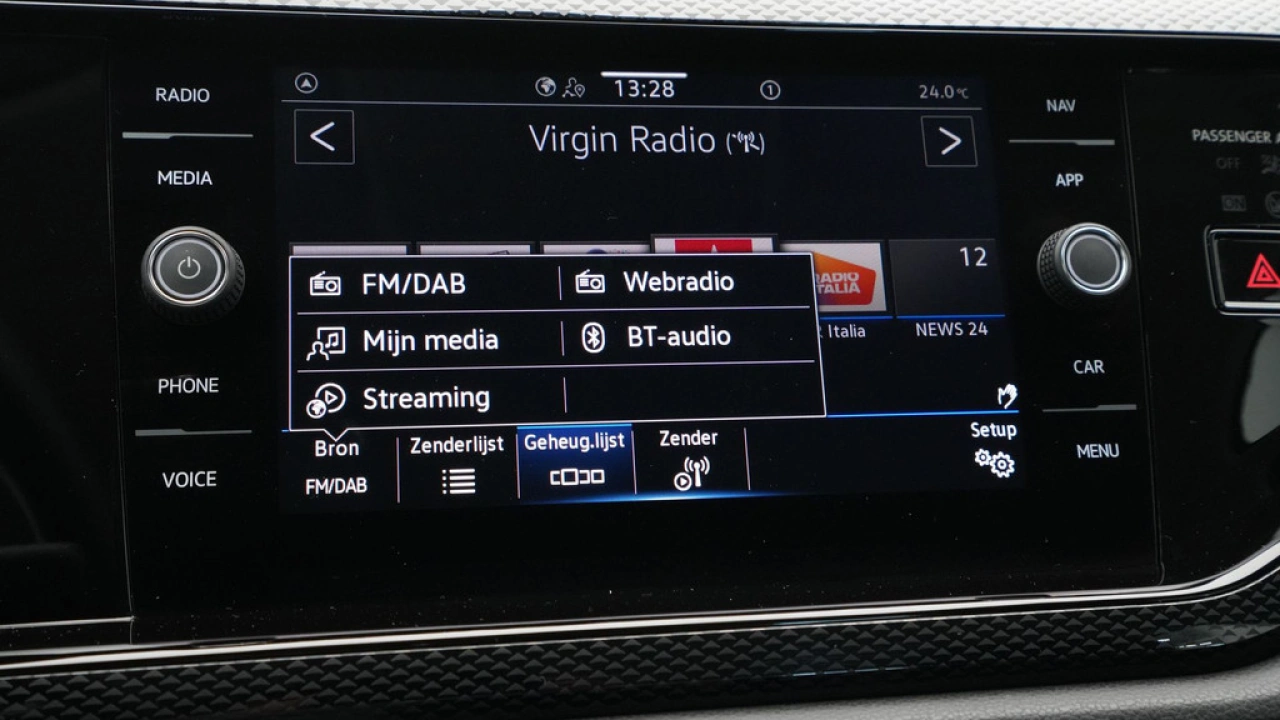 RADIO
MEDIA
PHONE
VOICE
13:28
1
24.0°C
Virgin Radio
RADIO
ITALIA
12
Italia
NEWS 24
FM/DAB
Webradio
Mijn media
BT-audio
Streaming
Bron
FM/DAB
Zenderlijst
Geheug.lijst
Zender
Setup
NAV
APP
CAR
MENU
PASSENGER
OFF
ON